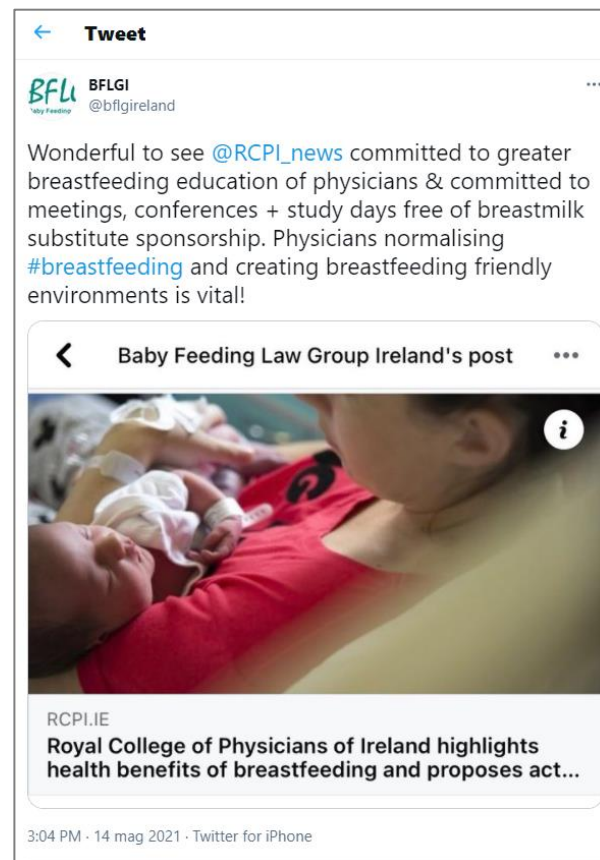 Tweet
BFLGI
@bflgireland
Wonderful to see @RCPI_news committed to greater
breastfeeding education of physicians & committed to
meetings, conferences + study days free of breastmilk
substitute sponsorship. Physicians normalising
#breastfeeding and creating breastfeeding friendly
environments is vital!
Baby Feeding Law Group Ireland's post
RCPI.IE
Royal College of Physicians of Ireland highlights
health benefits of breastfeeding and proposes act...
3:04 PM · 14 mag 2021 · Twitter for iPhone